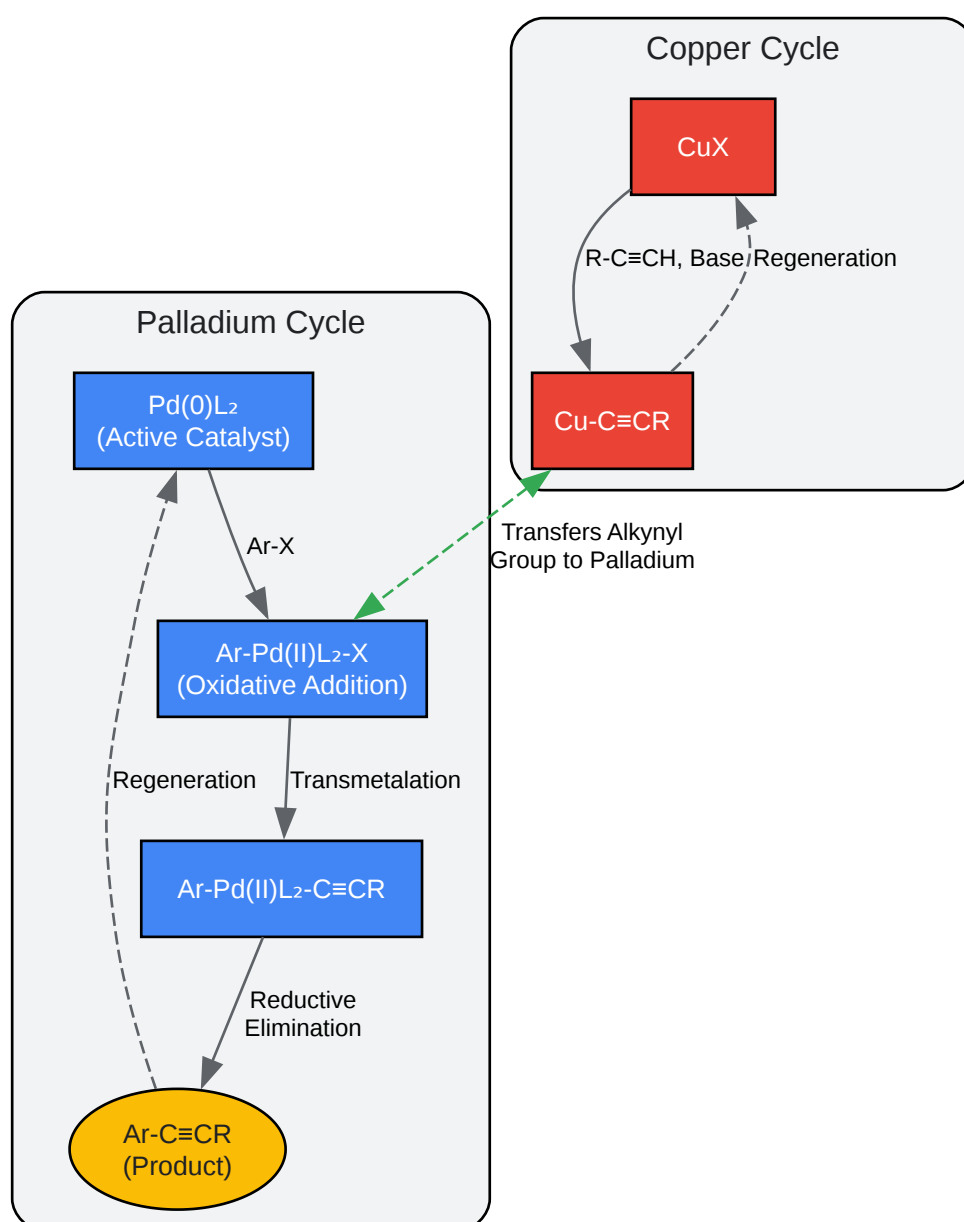 Copper Cycle
CuX
R-C≡CH, Base
Regeneration
Cu-C≡CR
Transfers Alkynyl
Group to Palladium
Palladium Cycle
Pd(0)L₂
(Active Catalyst)
Ar-X
Ar-Pd(II)L₂-X
(Oxidative Addition)
Regeneration
Transmetalation
Ar-Pd(II)L₂-C≡CR
Reductive
Elimination
Ar-C≡CR
(Product)